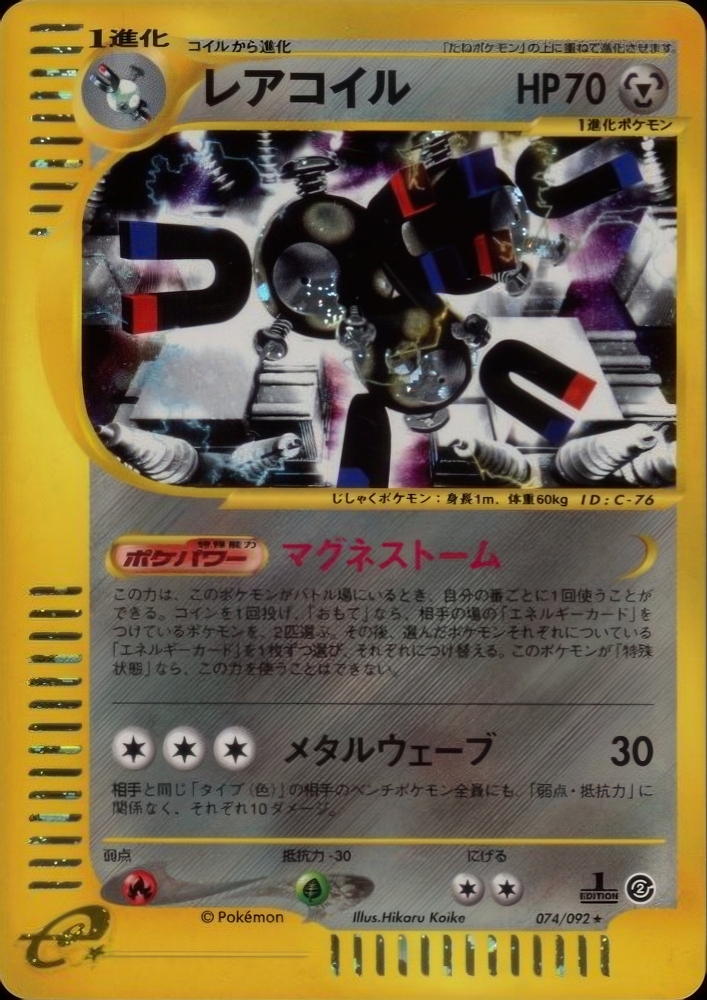 1進化
コイルから進化
「たねポケモン」の上に重ねて進化させます。
レアコイル HP70
1進化ポケモン
じしゃくポケモン：身長1m、体重60kg ID:C-76
特殊能力
ポケパワー マグネストーム
この力は、このポケモンがバトル場にいるとき、自分の番ごとに1回使うことが
できる。コインを1回投げ、「おもて」なら、相手の場の「エネルギーカード」を
つけているポケモンを、2匹選ぶ。その後、選んだポケモンそれぞれについている
「エネルギーカード」を1枚ずつ選び、それぞれにつけ替える。このポケモンが「特殊
状態」なら、この力を使うことはできない。
メタルウェーブ 30
相手と同じ「タイプ（色）」の相手のベンチポケモン全員にも、「弱点・抵抗力」に
関係なく、それぞれ10ダメージ。
弱点 抵抗力 -30 にげる
1 EDITION 2
© Pokémon Illus.Hikaru Koike 074/092★
e